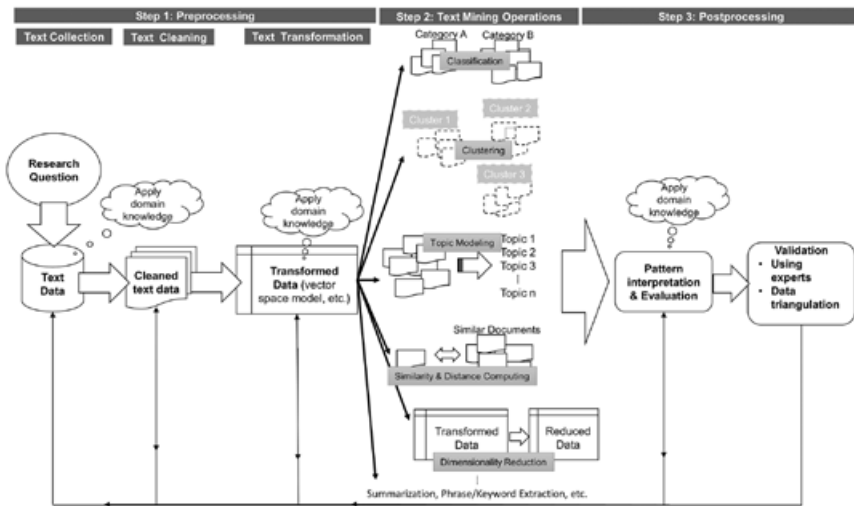 Step 1: Preprocessing
Step 2: Text Mining Operations
Step 3: Postprocessing
Text Collection
Text Cleaning
Text Transformation
Category A
Category B
Classification
Cluster 1
Cluster 2
Clustering
Cluster 3
Research
Question
Apply
domain
knowledge
Apply
domain
knowledge
Apply
domain
knowledge
Text
Data
Cleaned
text data
Transformed
Data (vector
space model, etc.)
Topic Modeling
Topic 1
Topic 2
Topic 3
Topic n
Pattern
interpretation
& Evaluation
Validation
• Using
experts
• Data
triangulation
Similar Documents
Similarity & Distance Computing
Transformed
Data
Reduced
Data
Dimensionality Reduction
Summarization, Phrase/Keyword Extraction, etc.